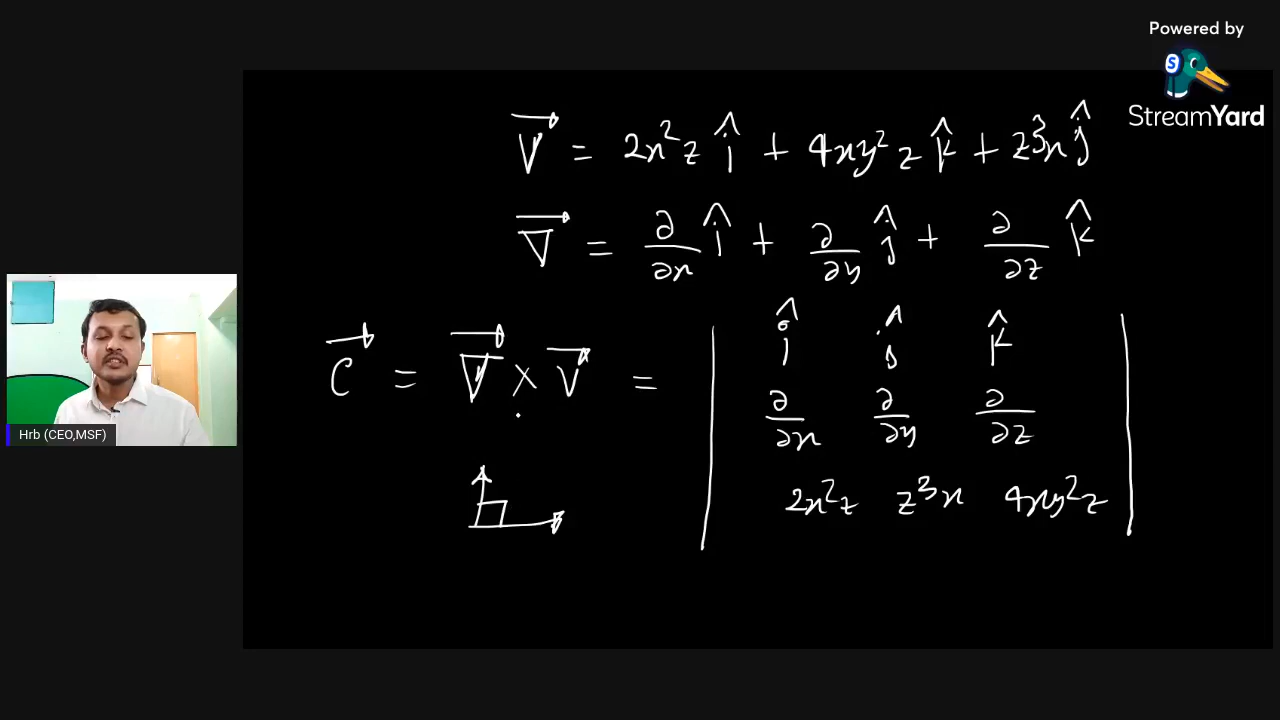 Powered by
StreamYard
V⃗ = 2x²z î + 4xy²z k̂ + z³x ĵ
∇⃗ = ∂/∂x î + ∂/∂y ĵ + ∂/∂z k̂
C⃗ = ∇⃗ × V⃗ = | î ĵ k̂
∂/∂x ∂/∂y ∂/∂z
2x²z z³x 4xy²z |
Hrb (CEO,MSF)